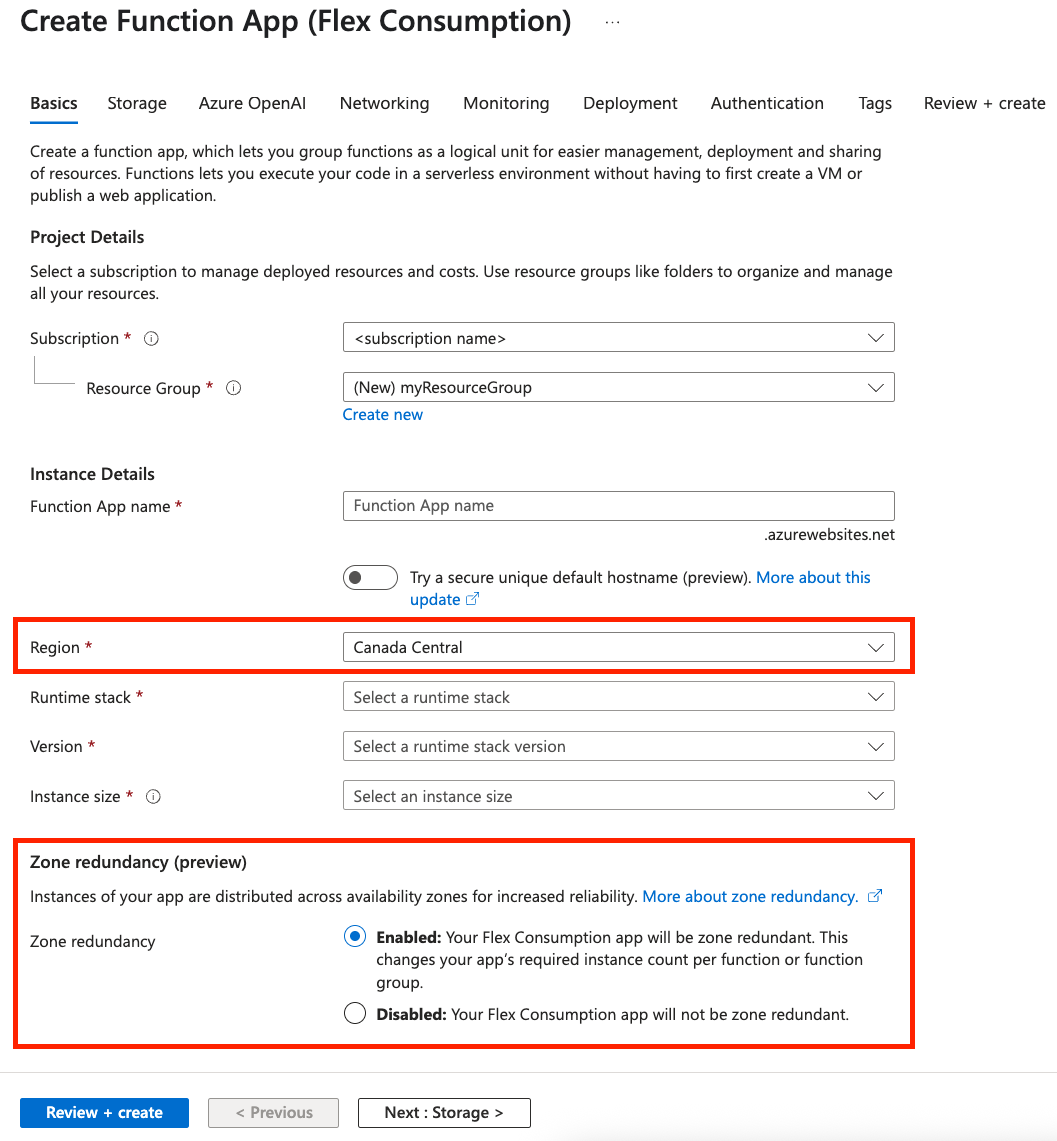 Create Function App (Flex Consumption) ...
Basics Storage Azure OpenAI Networking Monitoring Deployment Authentication Tags Review + create
Create a function app, which lets you group functions as a logical unit for easier management, deployment and sharing
of resources. Functions lets you execute your code in a serverless environment without having to first create a VM or
publish a web application.
Project Details
Select a subscription to manage deployed resources and costs. Use resource groups like folders to organize and manage
all your resources.
Subscription * <subscription name>
Resource Group * (New) myResourceGroup
Create new
Instance Details
Function App name * Function App name
.azurewebsites.net
Try a secure unique default hostname (preview). More about this
update
Region * Canada Central
Runtime stack * Select a runtime stack
Version * Select a runtime stack version
Instance size * Select an instance size
Zone redundancy (preview)
Instances of your app are distributed across availability zones for increased reliability. More about zone redundancy.
Zone redundancy Enabled: Your Flex Consumption app will be zone redundant. This
changes your app's required instance count per function or function
group.
Disabled: Your Flex Consumption app will not be zone redundant.
Review + create < Previous Next : Storage >